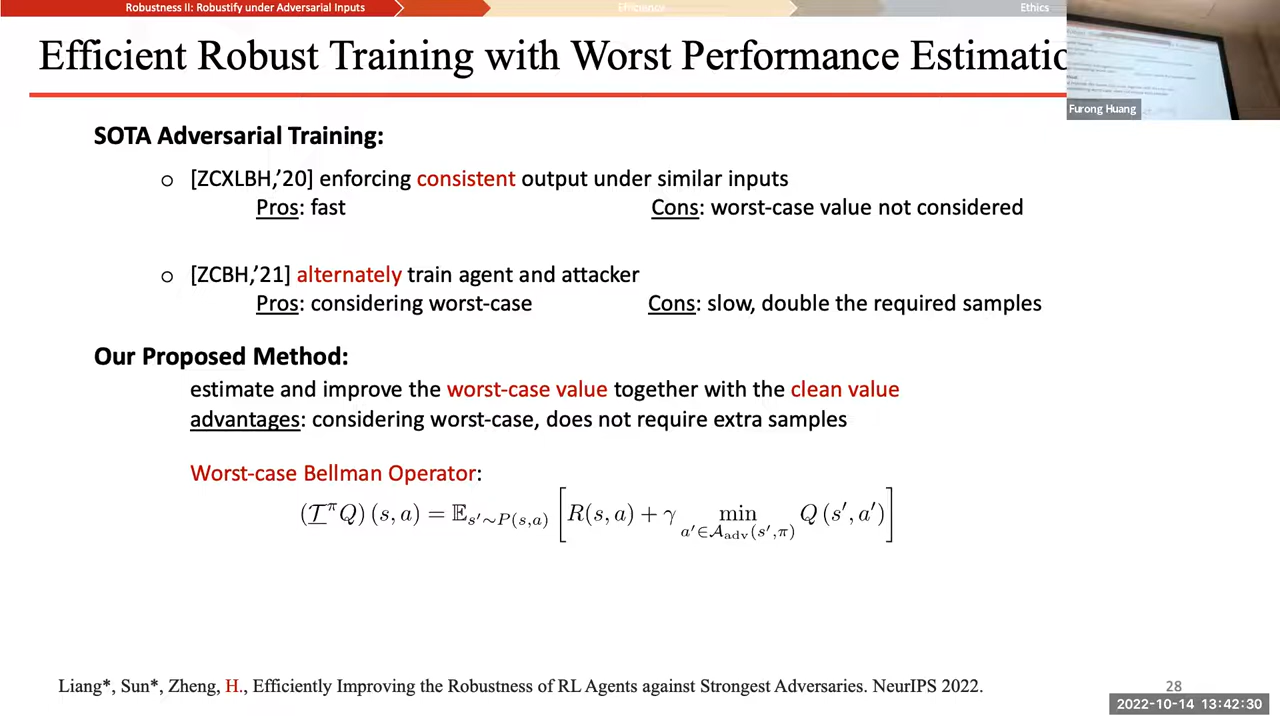 Robustness II: Robustify under Adversarial Inputs
Efficiency
Ethics
Efficient Robust Training with Worst Performance Estimatio
Furong Huang
SOTA Adversarial Training:
○ [ZCXLBH,’20] enforcing consistent output under similar inputs
Pros: fast Cons: worst-case value not considered
○ [ZCBH,’21] alternately train agent and attacker
Pros: considering worst-case Cons: slow, double the required samples
Our Proposed Method:
estimate and improve the worst-case value together with the clean value
advantages: considering worst-case, does not require extra samples
Worst-case Bellman Operator:
(\underline{𝒯}^π Q)(s, a) = 𝔼_{s′∼P(s,a)} [ R(s, a) + γ min_{a′∈𝒜_adv(s′,π)} Q(s′, a′) ]
Liang*, Sun*, Zheng, H., Efficiently Improving the Robustness of RL Agents against Strongest Adversaries. NeurIPS 2022.
28
2022-10-14 13:42:30